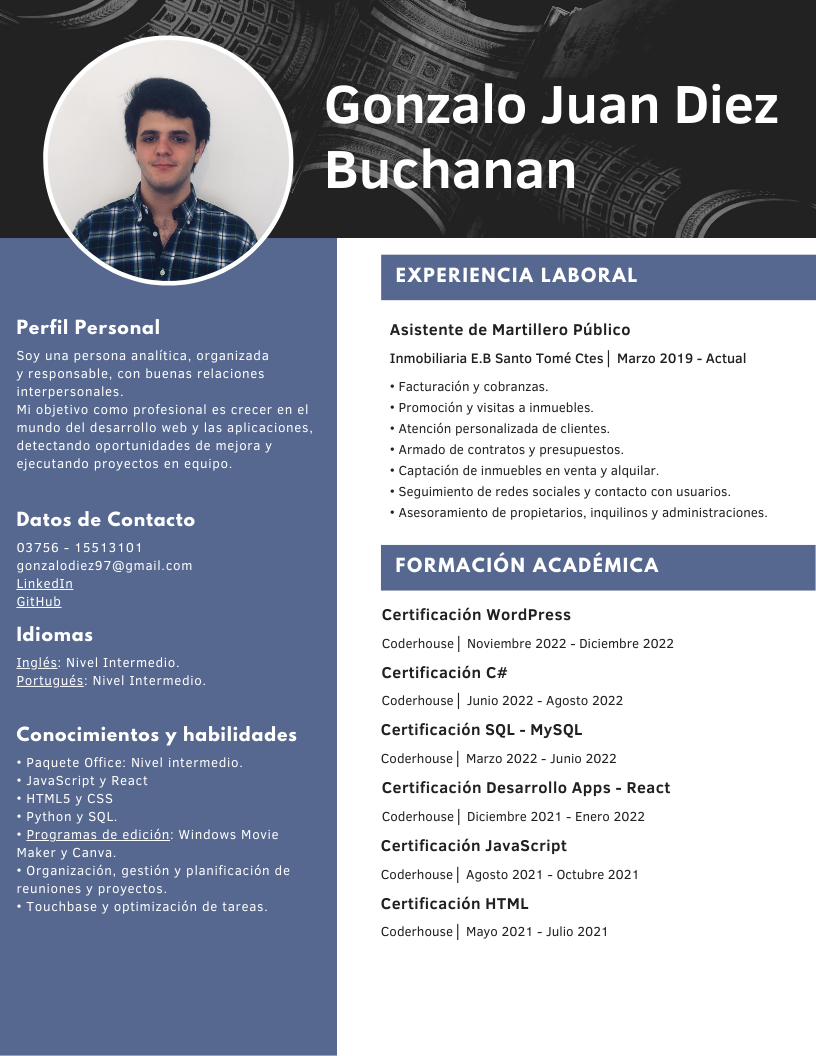 Gonzalo Juan Diez
Buchanan
Perfil Personal
Soy una persona analítica, organizada
y responsable, con buenas relaciones
interpersonales.
Mi objetivo como profesional es crecer en el
mundo del desarrollo web y las aplicaciones,
detectando oportunidades de mejora y
ejecutando proyectos en equipo.
Datos de Contacto
03756 - 15513101
gonzalodiez97@gmail.com
LinkedIn
GitHub
Idiomas
Inglés: Nivel Intermedio.
Portugués: Nivel Intermedio.
Conocimientos y habilidades
• Paquete Office: Nivel intermedio.
• JavaScript y React
• HTML5 y CSS
• Python y SQL.
• Programas de edición: Windows Movie
Maker y Canva.
• Organización, gestión y planificación de
reuniones y proyectos.
• Touchbase y optimización de tareas.
EXPERIENCIA LABORAL
Asistente de Martillero Público
Inmobiliaria E.B Santo Tomé Ctes│ Marzo 2019 - Actual
• Facturación y cobranzas.
• Promoción y visitas a inmuebles.
• Atención personalizada de clientes.
• Armado de contratos y presupuestos.
• Captación de inmuebles en venta y alquilar.
• Seguimiento de redes sociales y contacto con usuarios.
• Asesoramiento de propietarios, inquilinos y administraciones.
FORMACIÓN ACADÉMICA
Certificación WordPress
Coderhouse│ Noviembre 2022 - Diciembre 2022
Certificación C#
Coderhouse│ Junio 2022 - Agosto 2022
Certificación SQL - MySQL
Coderhouse│ Marzo 2022 - Junio 2022
Certificación Desarrollo Apps - React
Coderhouse│ Diciembre 2021 - Enero 2022
Certificación JavaScript
Coderhouse│ Agosto 2021 - Octubre 2021
Certificación HTML
Coderhouse│ Mayo 2021 - Julio 2021